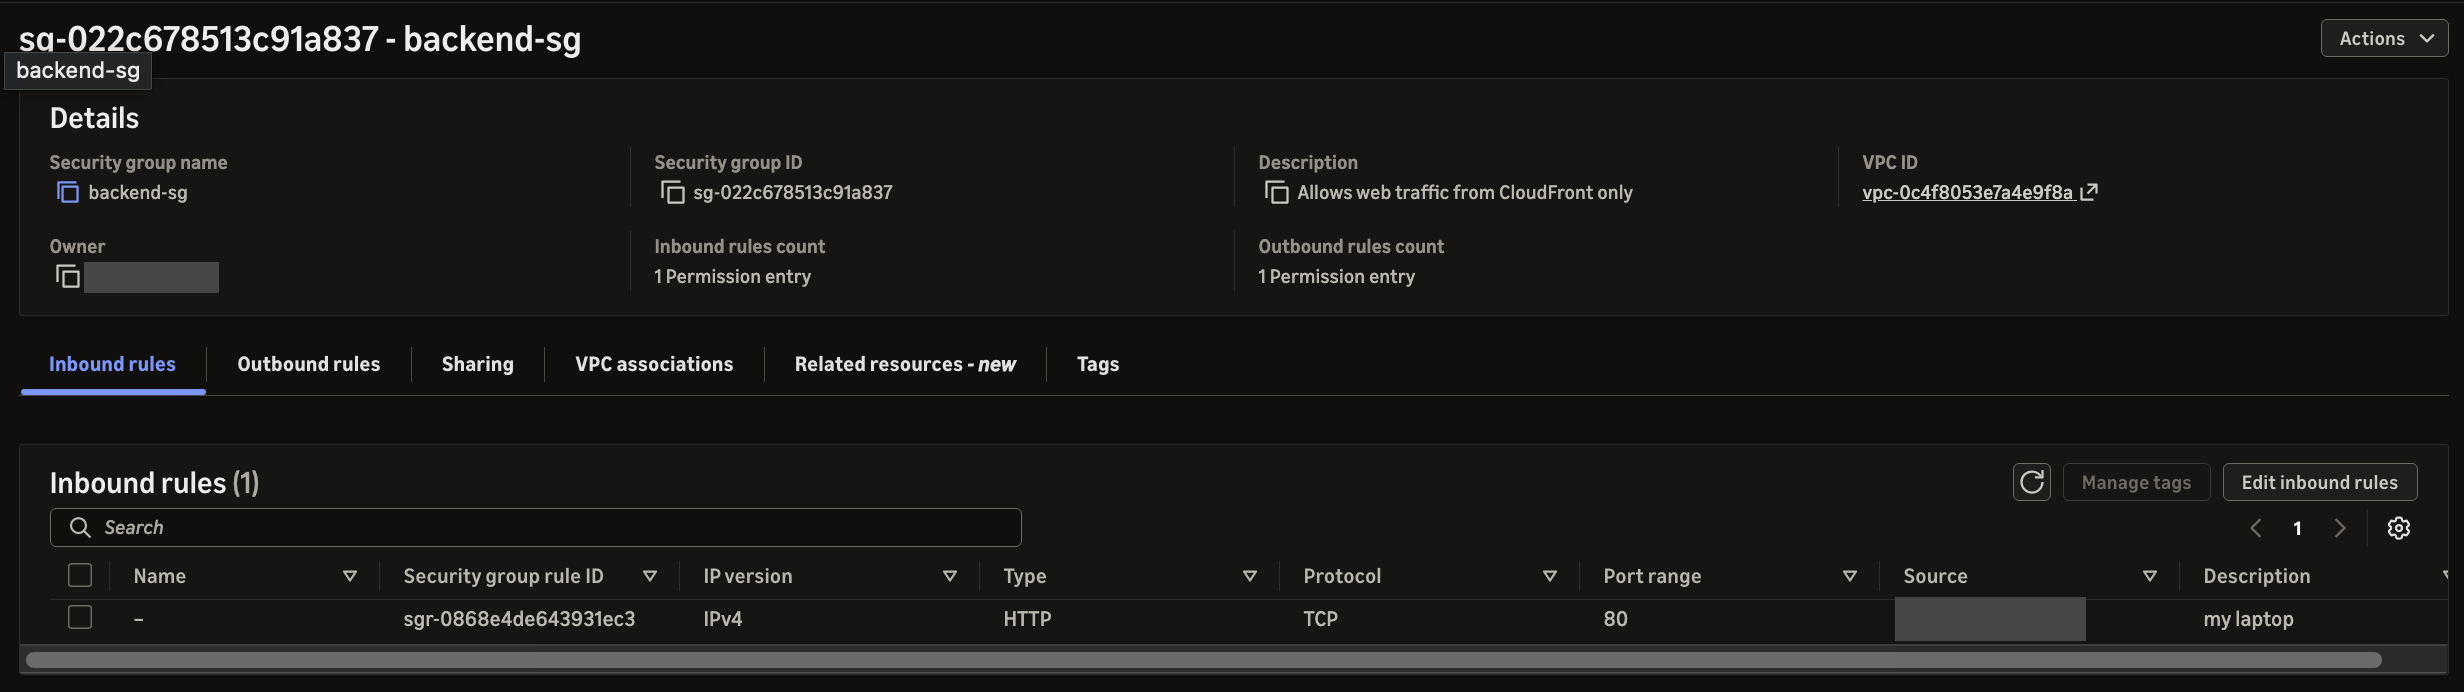 sg-022c678513c91a837 - backend-sg
Actions
backend-sg
Details
Security group name
backend-sg
Security group ID
sg-022c678513c91a837
Description
Allows web traffic from CloudFront only
VPC ID
vpc-0c4f8053e7a4e9f8a
Owner
Inbound rules count
1 Permission entry
Outbound rules count
1 Permission entry
Inbound rules
Outbound rules
Sharing
VPC associations
Related resources - new
Tags
Inbound rules (1)
Manage tags
Edit inbound rules
Search
1
Name
Security group rule ID
IP version
Type
Protocol
Port range
Source
Description
–
sgr-0868e4de643931ec3
IPv4
HTTP
TCP
80
my laptop